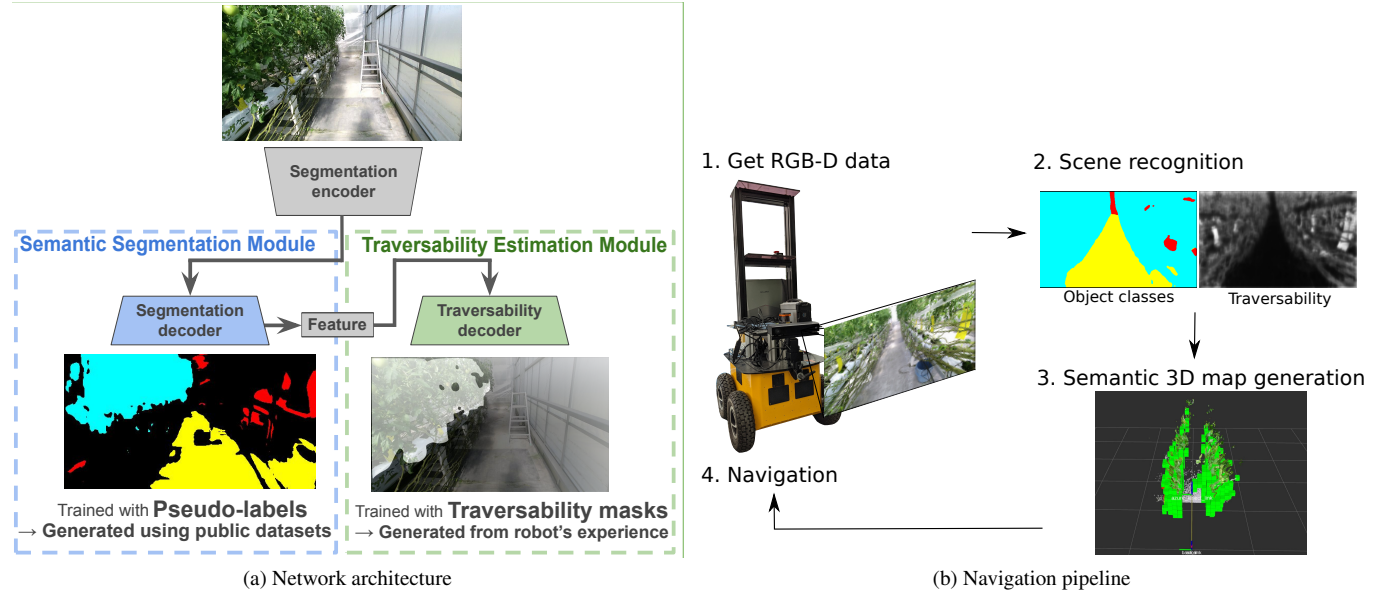 Segmentation
encoder
Semantic Segmentation Module
Traversability Estimation Module
Segmentation
decoder
Feature
Traversability
decoder
Trained with Pseudo-labels
→ Generated using public datasets
Trained with Traversability masks
→ Generated from robot's experience
(a) Network architecture
1. Get RGB-D data
2. Scene recognition
Object classes
Traversability
3. Semantic 3D map generation
4. Navigation
(b) Navigation pipeline